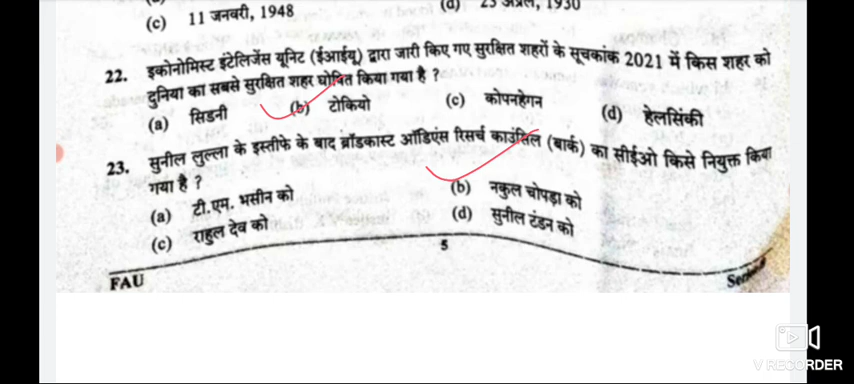 (c) 11 जनवरी, 1948
(d) 23 अप्रैल, 1930
22. इकोनोमिस्ट इंटेलिजेंस यूनिट (ईआईयू) द्वारा जारी किए गए सुरक्षित शहरों के सूचकांक 2021 में किस शहर को
दुनिया का सबसे सुरक्षित शहर घोषित किया गया है ?
(a) सिडनी (b) टोकियो (c) कोपनहेगन (d) हेलसिंकी
23. सुनील लुल्ला के इस्तीफे के बाद ब्रॉडकास्ट ऑडिएंस रिसर्च काउंसिल (बार्क) का सीईओ किसे नियुक्त किया
गया है ?
(a) टी.एम. भसीन को (b) नकुल चोपड़ा को
(c) राहुल देव को (d) सुनील टंडन को
5
FAU
V RECORDER